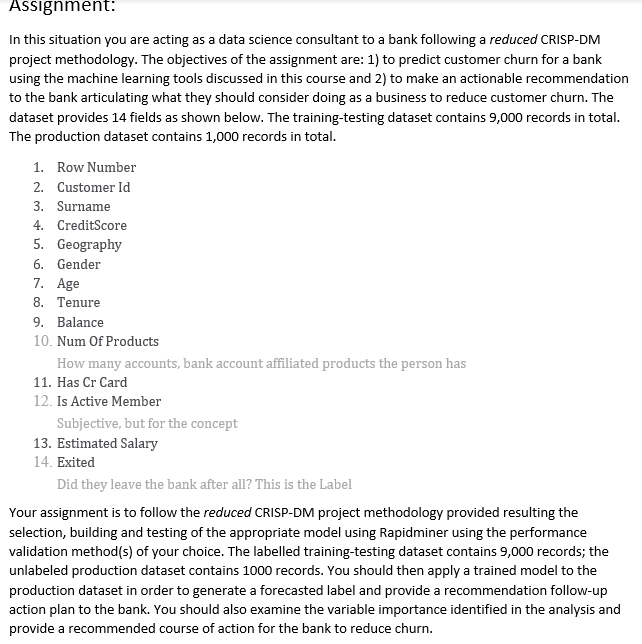 Assignment:
In this situation you are acting as a data science consultant to a bank following a reduced CRISP-DM
project methodology. The objectives of the assignment are: 1) to predict customer churn for a bank
using the machine learning tools discussed in this course and 2) to make an actionable recommendation
to the bank articulating what they should consider doing as a business to reduce customer churn. The
dataset provides 14 fields as shown below. The training-testing dataset contains 9,000 records in total.
The production dataset contains 1,000 records in total.
1. Row Number
2. Customer Id
3. Surname
4. CreditScore
5. Geography
6. Gender
7. Age
8. Tenure
9. Balance
10. Num Of Products
How many accounts, bank account affiliated products the person has
11. Has Cr Card
12. Is Active Member
Subjective, but for the concept
13. Estimated Salary
14. Exited
Did they leave the bank after all? This is the Label
Your assignment is to follow the reduced CRISP-DM project methodology provided resulting the
selection, building and testing of the appropriate model using Rapidminer using the performance
validation method(s) of your choice. The labelled training-testing dataset contains 9,000 records; the
unlabeled production dataset contains 1000 records. You should then apply a trained model to the
production dataset in order to generate a forecasted label and provide a recommendation follow-up
action plan to the bank. You should also examine the variable importance identified in the analysis and
provide a recommended course of action for the bank to reduce churn.